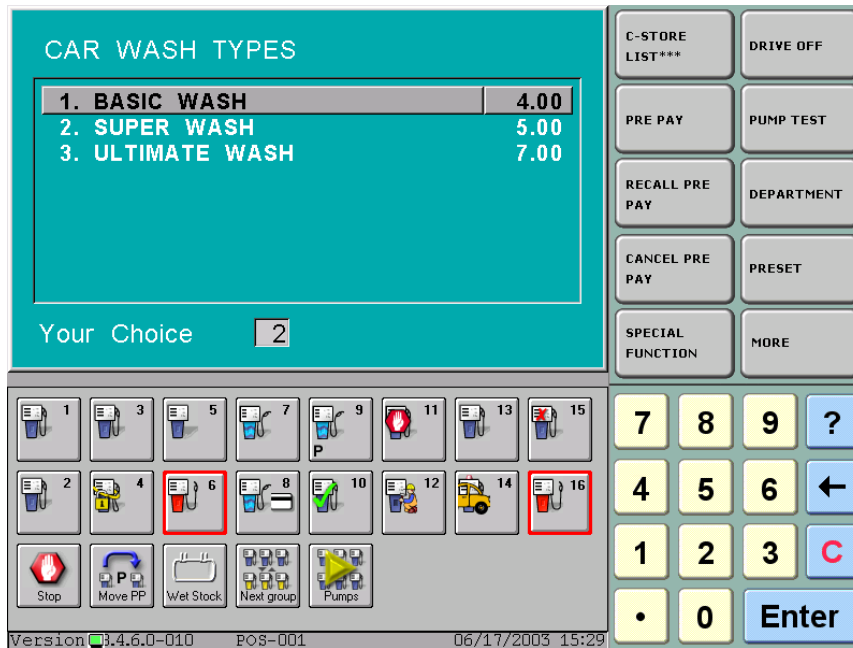 CAR WASH TYPES
1. BASIC WASH 4.00
2. SUPER WASH 5.00
3. ULTIMATE WASH 7.00
Your Choice 2
C-STORE
LIST***
DRIVE OFF
PRE PAY
PUMP TEST
RECALL PRE
PAY
DEPARTMENT
CANCEL PRE
PAY
PRESET
SPECIAL
FUNCTION
MORE
1 3 5 7 9 11 13 15
P
2 4 6 8 10 12 14 16
P
Stop Move PP Wet Stock Next group Pumps
7 8 9 ?
4 5 6 ←
1 2 3 C
• 0 Enter
Version 3.4.6.0-010 POS-001 06/17/2003 15:29